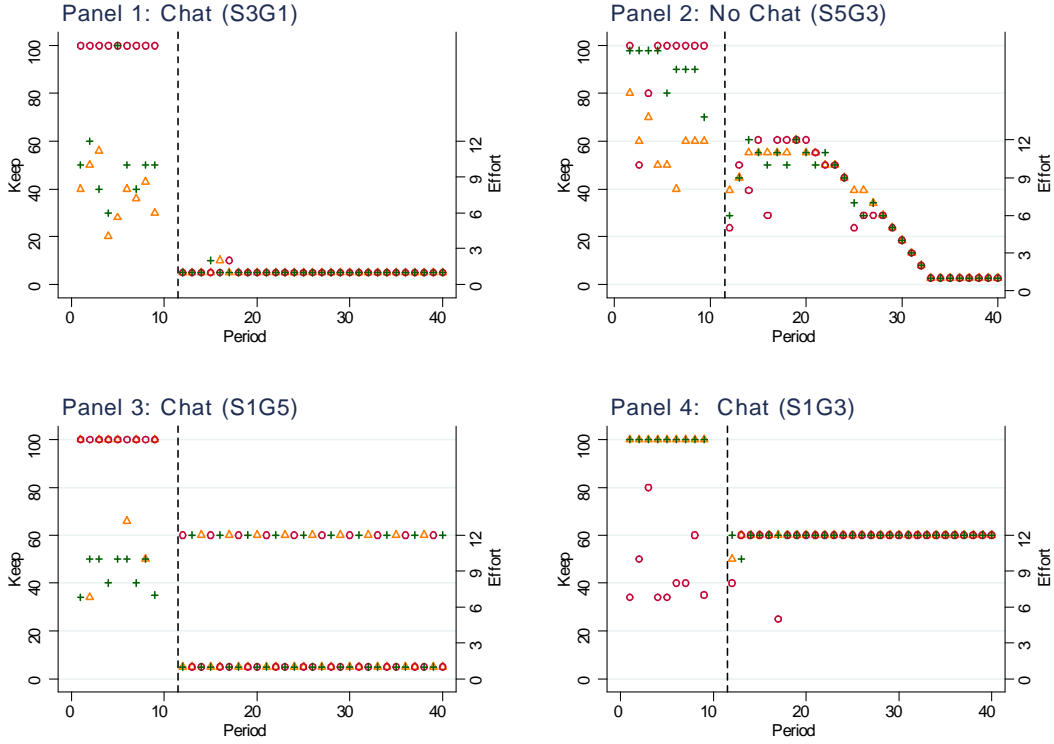 Panel 1: Chat (S3G1)
Keep
0 20 40 60 80 100
Effort
0 3 6 9 12
0 10 20 30 40
Period
Panel 2: No Chat (S5G3)
Keep
0 20 40 60 80 100
Effort
0 1 3 6 9 12
0 10 20 30 40
Period
Panel 3: Chat (S1G5)
Keep
0 20 40 60 80 100
Effort
0 3 6 9 12
0 10 20 30 40
Period
Panel 4: Chat (S1G3)
Keep
0 20 40 60 80 100
Effort
0 3 6 9 12
0 10 20 30 40
Period